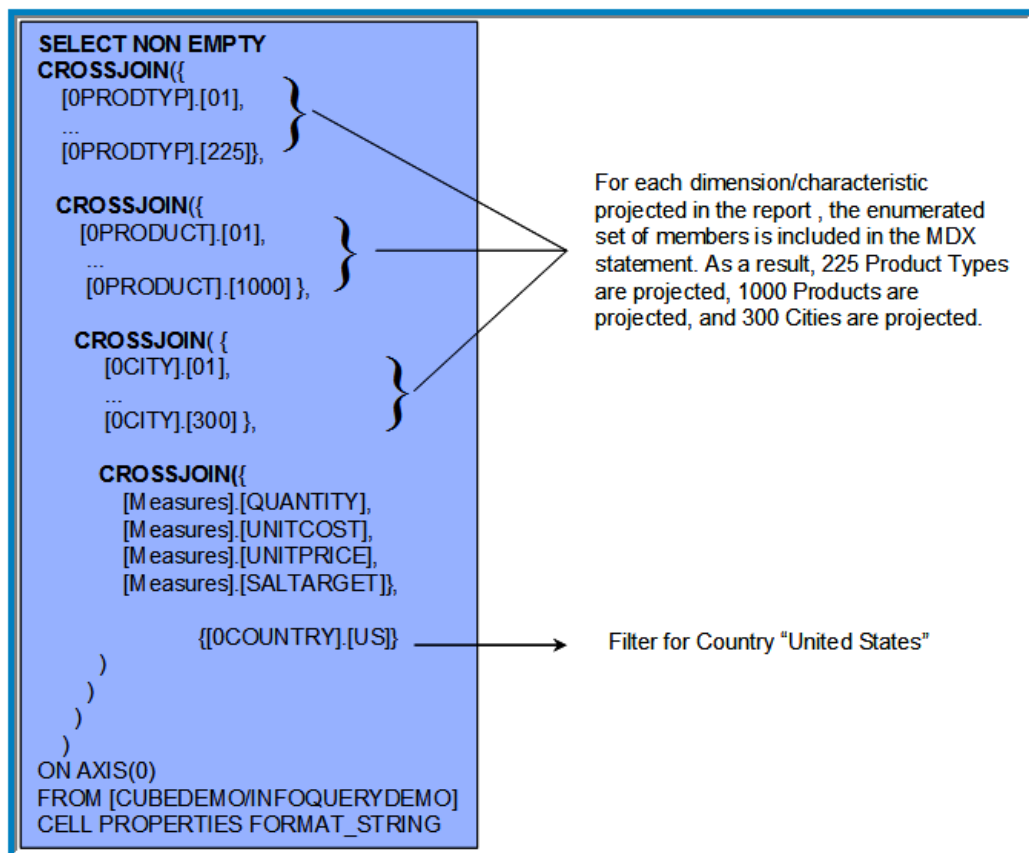 SELECT NON EMPTY
CROSSJOIN({
[0PRODTYP].[01],
...
[0PRODTYP].[225]},
CROSSJOIN({
[0PRODUCT].[01],
...
[0PRODUCT].[1000] },
CROSSJOIN( {
[0CITY].[01],
...
[0CITY].[300] },
CROSSJOIN({
[Measures].[QUANTITY],
[Measures].[UNITCOST],
[Measures].[UNITPRICE],
[Measures].[SALTARGET]},
{[0COUNTRY].[US]}
)
)
)
)
ON AXIS(0)
FROM [CUBEDEMO/INFOQUERYDEMO]
CELL PROPERTIES FORMAT_STRING
For each dimension/characteristic
projected in the report , the enumerated
set of members is included in the MDX
statement. As a result, 225 Product Types
are projected, 1000 Products are
projected, and 300 Cities are projected.
Filter for Country “United States”